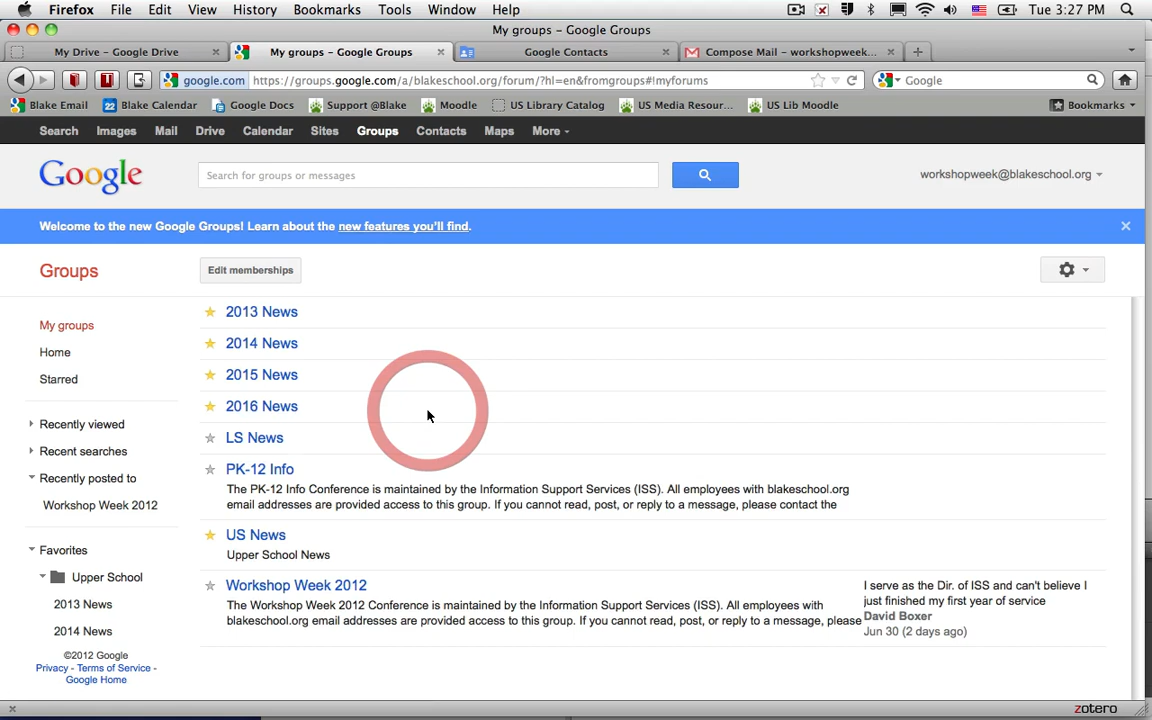 Firefox File Edit View History Bookmarks Tools Window Help Tue 3:27 PM
My groups – Google Groups
My Drive – Google Drive My groups – Google Groups Google Contacts Compose Mail – workshopweek...
google.com https://groups.google.com/a/blakeschool.org/forum/?hl=en&fromgroups#!myforums Google
Blake Email Blake Calendar Google Docs Support @Blake Moodle US Library Catalog US Media Resour... US Lib Moodle Bookmarks
Search Images Mail Drive Calendar Sites Groups Contacts Maps More
Google Search for groups or messages workshopweek@blakeschool.org
Welcome to the new Google Groups! Learn about the new features you'll find.
Groups Edit memberships
My groups
Home
Starred
Recently viewed
Recent searches
Recently posted to
Workshop Week 2012
Favorites
Upper School
2013 News
2014 News
©2012 Google
Privacy - Terms of Service -
Google Home
2013 News
2014 News
2015 News
2016 News
LS News
PK-12 Info
The PK-12 Info Conference is maintained by the Information Support Services (ISS). All employees with blakeschool.org
email addresses are provided access to this group. If you cannot read, post, or reply to a message, please contact the
US News
Upper School News
Workshop Week 2012
The Workshop Week 2012 Conference is maintained by the Information Support Services (ISS). All employees with
blakeschool.org email addresses are provided access to this group. If you cannot read, post, or reply to a message, please
I serve as the Dir. of ISS and can't believe I
just finished my first year of service
David Boxer
Jun 30 (2 days ago)
zotero